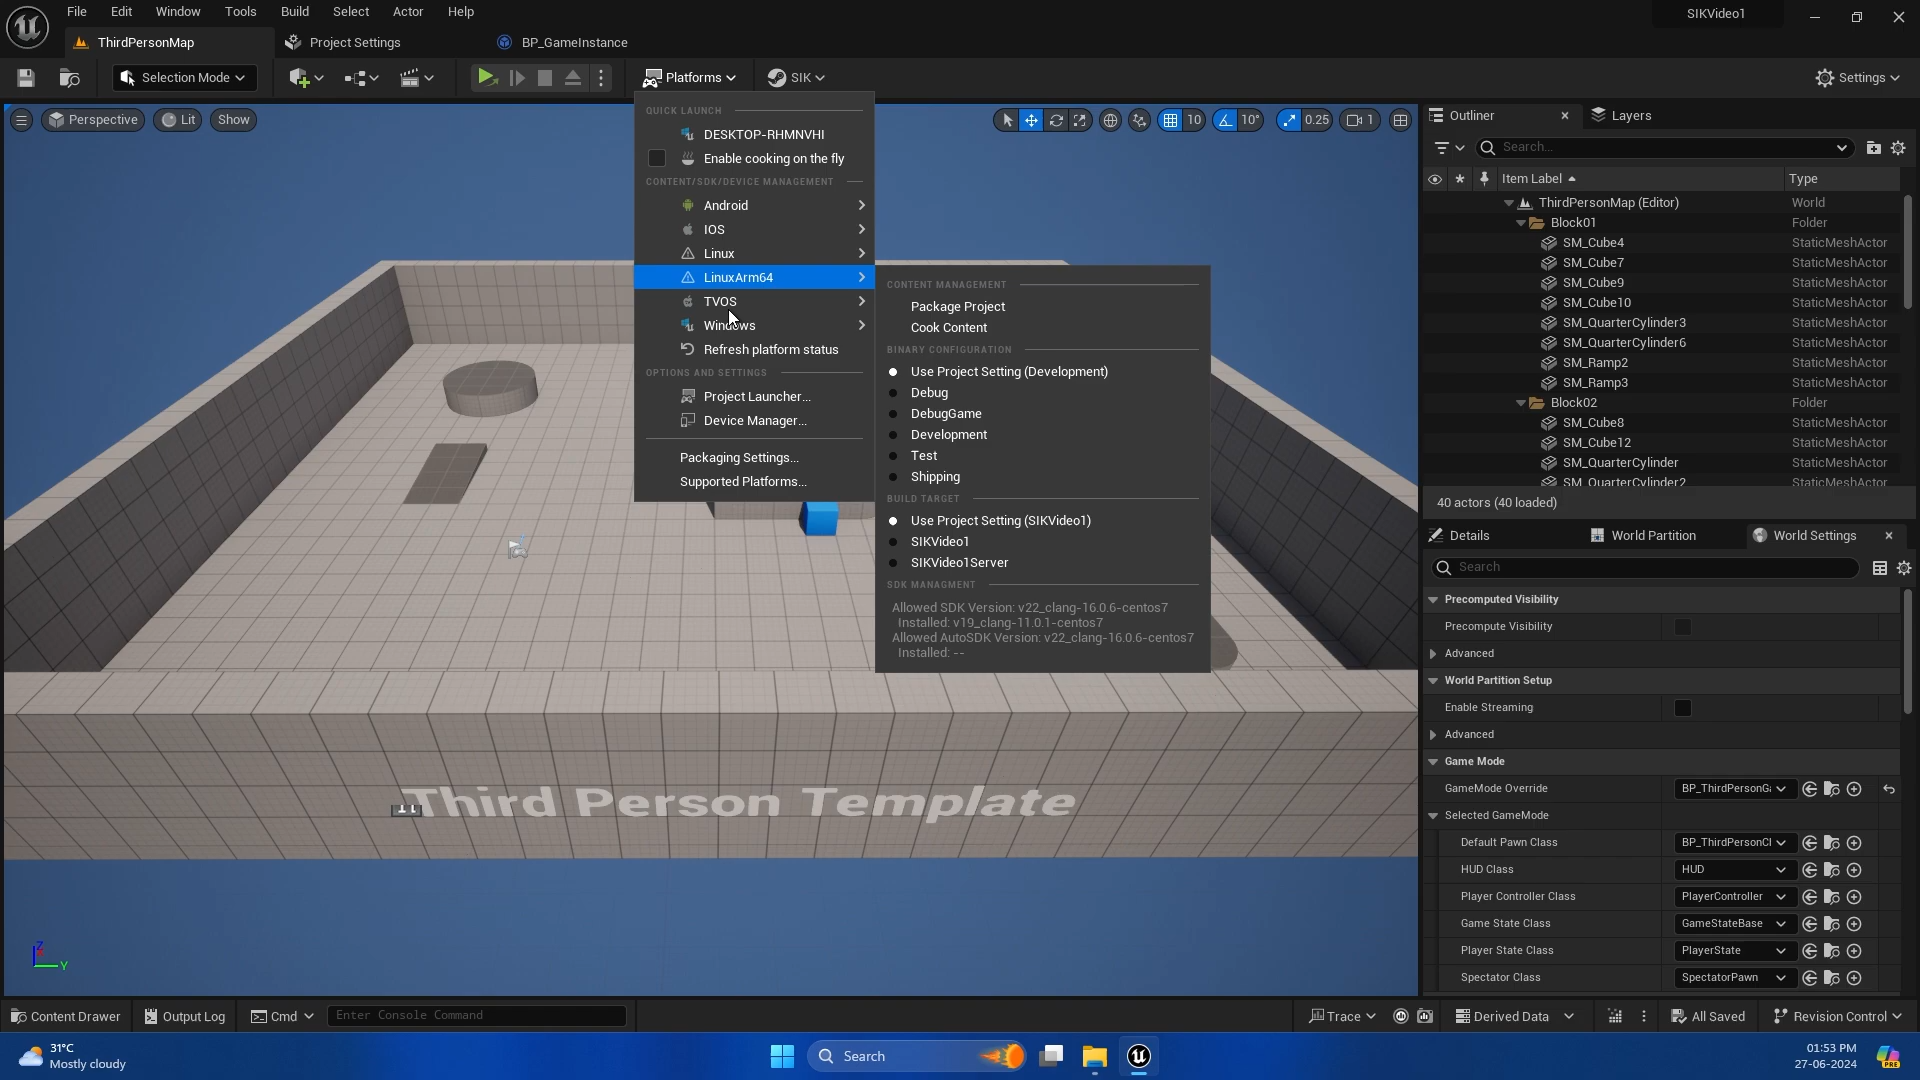 File Edit Window Tools Build Select Actor Help
SIKVideo1
ThirdPersonMap
Project Settings
BP_GameInstance
Selection Mode
Platforms
SIK
Settings
Perspective
Lit
Show
10
10°
0.25
1
QUICK LAUNCH
DESKTOP-RHMNVHI
Enable cooking on the fly
CONTENT/SDK/DEVICE MANAGEMENT
Android
IOS
Linux
LinuxArm64
TVOS
Windows
Refresh platform status
OPTIONS AND SETTINGS
Project Launcher...
Device Manager...
Packaging Settings...
Supported Platforms...
CONTENT MANAGEMENT
Package Project
Cook Content
BINARY CONFIGURATION
Use Project Setting (Development)
Debug
DebugGame
Development
Test
Shipping
BUILD TARGET
Use Project Setting (SIKVideo1)
SIKVideo1
SIKVideo1Server
SDK MANAGMENT
Allowed SDK Version: v22_clang-16.0.6-centos7
Installed: v19_clang-11.0.1-centos7
Allowed AutoSDK Version: v22_clang-16.0.6-centos7
Installed: --
Third Person Template
Z
Y
Outliner
Layers
Search...
Item Label
Type
ThirdPersonMap (Editor) World
Block01 Folder
SM_Cube4 StaticMeshActor
SM_Cube7 StaticMeshActor
SM_Cube9 StaticMeshActor
SM_Cube10 StaticMeshActor
SM_QuarterCylinder3 StaticMeshActor
SM_QuarterCylinder6 StaticMeshActor
SM_Ramp2 StaticMeshActor
SM_Ramp3 StaticMeshActor
Block02 Folder
SM_Cube8 StaticMeshActor
SM_Cube12 StaticMeshActor
SM_QuarterCylinder StaticMeshActor
SM_QuarterCylinder2 StaticMeshActor
40 actors (40 loaded)
Details
World Partition
World Settings
Search
Precomputed Visibility
Precompute Visibility
Advanced
World Partition Setup
Enable Streaming
Advanced
Game Mode
GameMode Override BP_ThirdPersonGa
Selected GameMode
Default Pawn Class BP_ThirdPersonCl
HUD Class HUD
Player Controller Class PlayerController
Game State Class GameStateBase
Player State Class PlayerState
Spectator Class SpectatorPawn
Content Drawer
Output Log
Cmd
Enter Console Command
Trace
Derived Data
All Saved
Revision Control
31°C
Mostly cloudy
Search
01:53 PM
27-06-2024
PRE